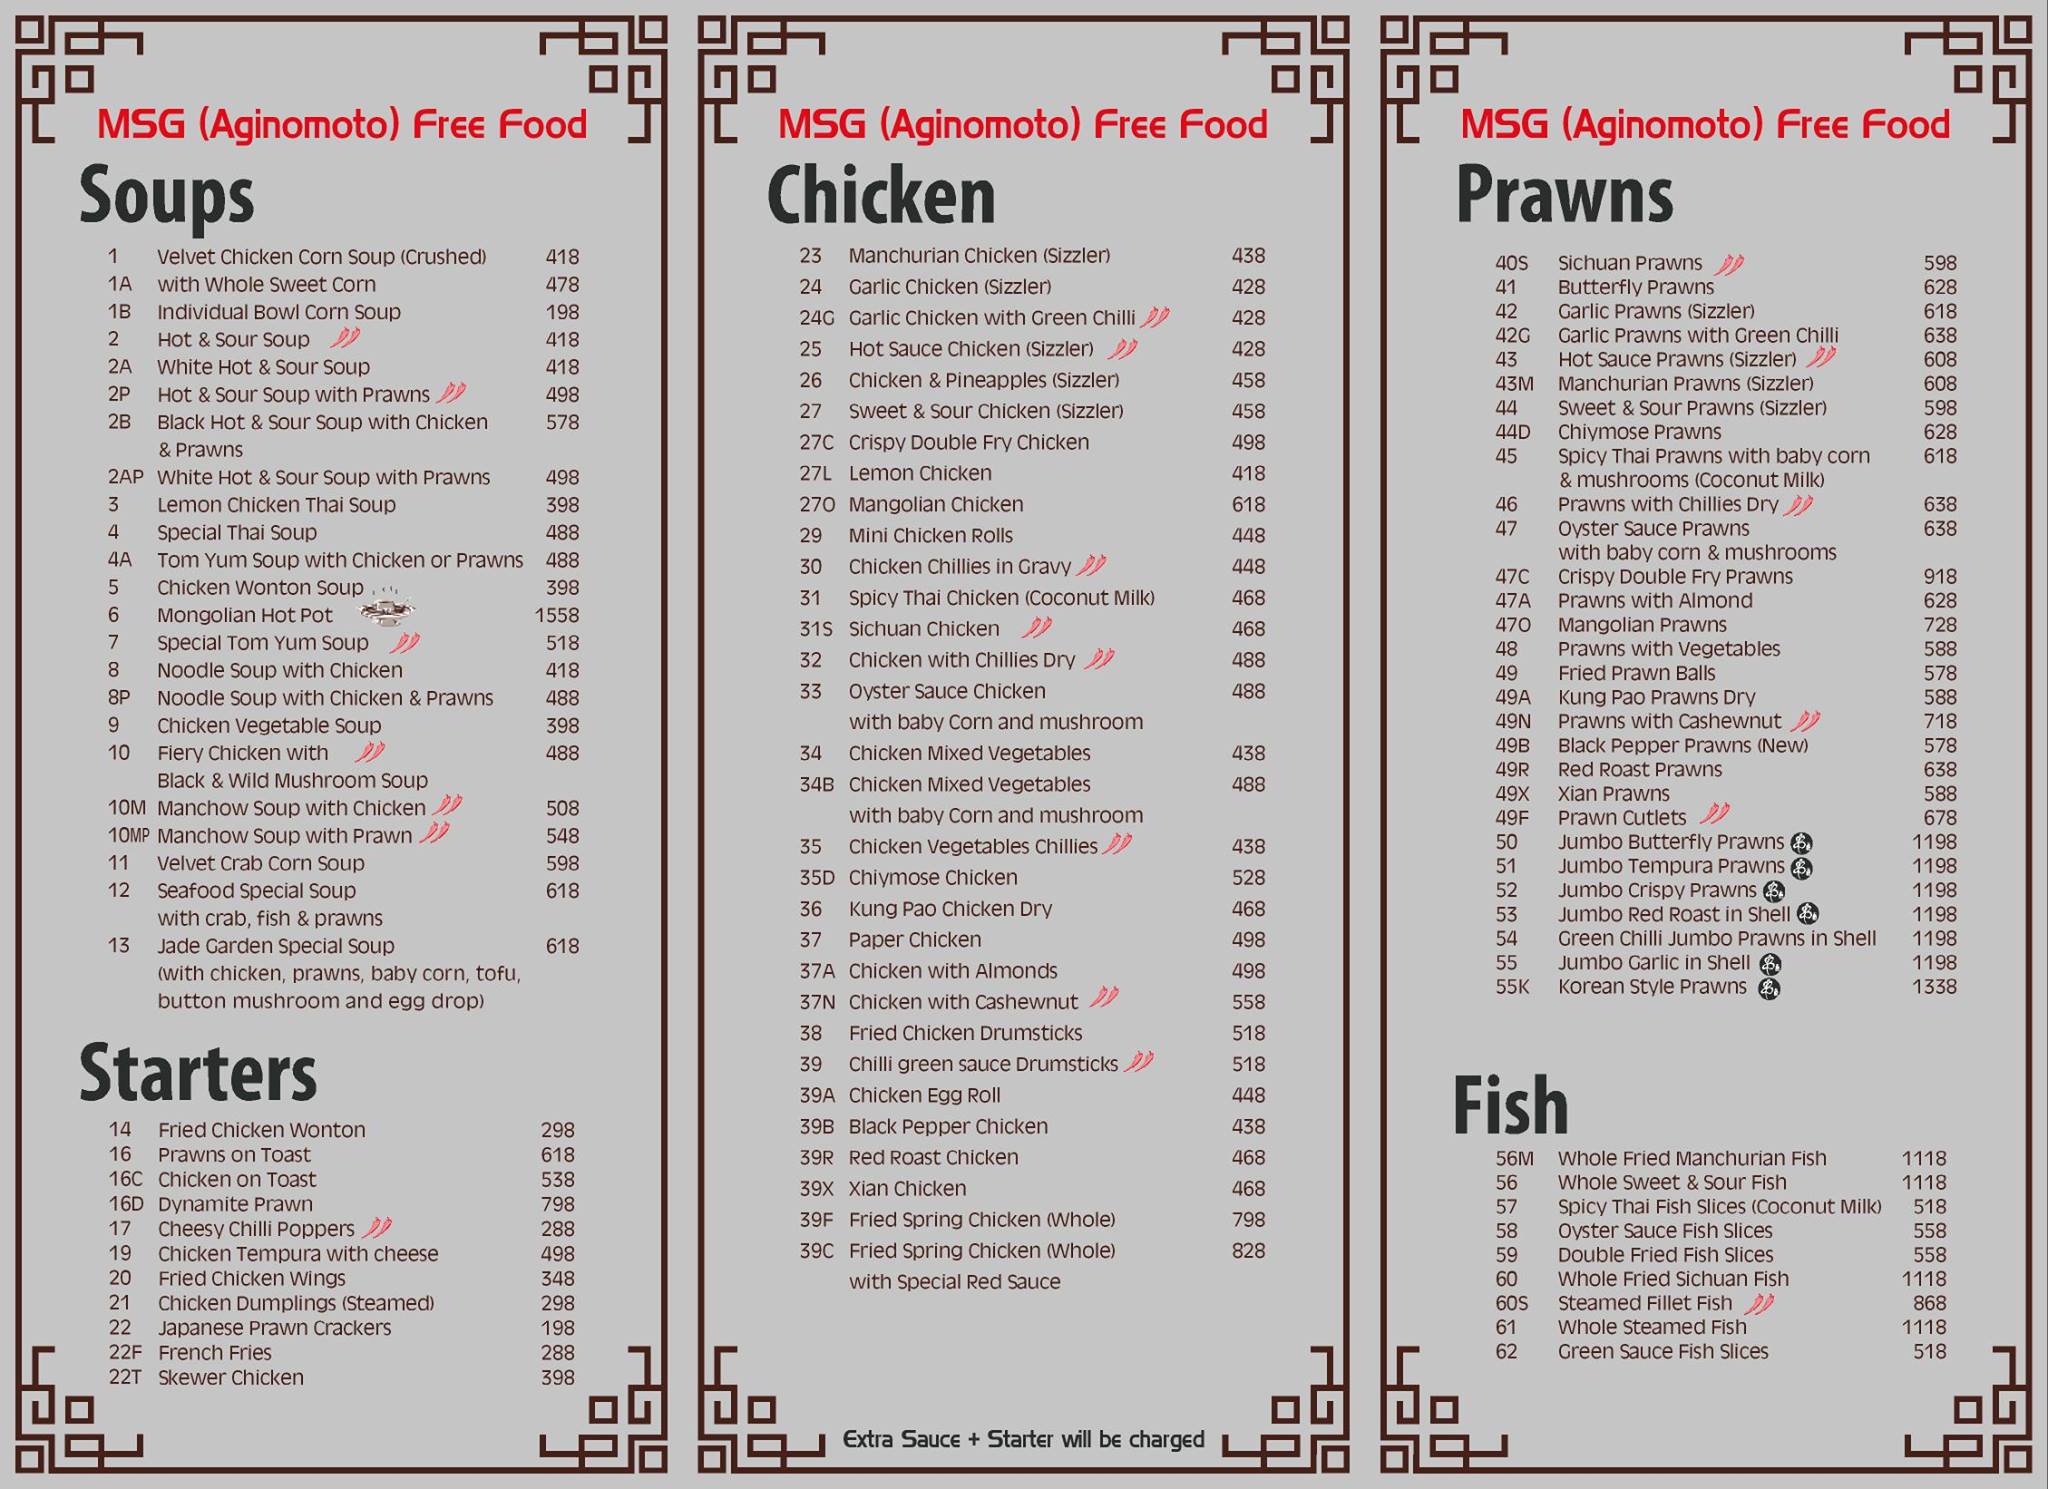 MSG (Aginomoto) Free Food
Soups
1 Velvet Chicken Corn Soup (Crushed) 418
1A with Whole Sweet Corn 478
1B Individual Bowl Corn Soup 198
2 Hot & Sour Soup 418
2A White Hot & Sour Soup 418
2P Hot & Sour Soup with Prawns 498
2B Black Hot & Sour Soup with Chicken 578
& Prawns
2AP White Hot & Sour Soup with Prawns 498
3 Lemon Chicken Thai Soup 398
4 Special Thai Soup 488
4A Tom Yum Soup with Chicken or Prawns 488
5 Chicken Wonton Soup 398
6 Mongolian Hot Pot 1558
7 Special Tom Yum Soup 518
8 Noodle Soup with Chicken 418
8P Noodle Soup with Chicken & Prawns 488
9 Chicken Vegetable Soup 398
10 Fiery Chicken with 488
Black & Wild Mushroom Soup
10M Manchow Soup with Chicken 508
10MP Manchow Soup with Prawn 548
11 Velvet Crab Corn Soup 598
12 Seafood Special Soup 618
with crab, fish & prawns
13 Jade Garden Special Soup 618
(with chicken, prawns, baby corn, tofu,
button mushroom and egg drop)
Starters
14 Fried Chicken Wonton 298
16 Prawns on Toast 618
16C Chicken on Toast 538
16D Dynamite Prawn 798
17 Cheesy Chilli Poppers 288
19 Chicken Tempura with cheese 498
20 Fried Chicken Wings 348
21 Chicken Dumplings (Steamed) 298
22 Japanese Prawn Crackers 198
22F French Fries 288
22T Skewer Chicken 398
MSG (Aginomoto) Free Food
Chicken
23 Manchurian Chicken (Sizzler) 438
24 Garlic Chicken (Sizzler) 428
24G Garlic Chicken with Green Chilli 428
25 Hot Sauce Chicken (Sizzler) 428
26 Chicken & Pineapples (Sizzler) 458
27 Sweet & Sour Chicken (Sizzler) 458
27C Crispy Double Fry Chicken 498
27L Lemon Chicken 418
27O Mangolian Chicken 618
29 Mini Chicken Rolls 448
30 Chicken Chillies in Gravy 448
31 Spicy Thai Chicken (Coconut Milk) 468
31S Sichuan Chicken 468
32 Chicken with Chillies Dry 488
33 Oyster Sauce Chicken 488
with baby Corn and mushroom
34 Chicken Mixed Vegetables 438
34B Chicken Mixed Vegetables 488
with baby Corn and mushroom
35 Chicken Vegetables Chillies 438
35D Chiymose Chicken 528
36 Kung Pao Chicken Dry 468
37 Paper Chicken 498
37A Chicken with Almonds 498
37N Chicken with Cashewnut 558
38 Fried Chicken Drumsticks 518
39 Chilli green sauce Drumsticks 518
39A Chicken Egg Roll 448
39B Black Pepper Chicken 438
39R Red Roast Chicken 468
39X Xian Chicken 468
39F Fried Spring Chicken (Whole) 798
39C Fried Spring Chicken (Whole) 828
with Special Red Sauce
Extra Sauce + Starter will be charged
MSG (Aginomoto) Free Food
Prawns
40S Sichuan Prawns 598
41 Butterfly Prawns 628
42 Garlic Prawns (Sizzler) 618
42G Garlic Prawns with Green Chilli 638
43 Hot Sauce Prawns (Sizzler) 608
43M Manchurian Prawns (Sizzler) 608
44 Sweet & Sour Prawns (Sizzler) 598
44D Chiymose Prawns 628
45 Spicy Thai Prawns with baby corn 618
& mushrooms (Coconut Milk)
46 Prawns with Chillies Dry 638
47 Oyster Sauce Prawns 638
with baby corn & mushrooms
47C Crispy Double Fry Prawns 918
47A Prawns with Almond 628
47O Mangolian Prawns 728
48 Prawns with Vegetables 588
49 Fried Prawn Balls 578
49A Kung Pao Prawns Dry 588
49N Prawns with Cashewnut 718
49B Black Pepper Prawns (New) 578
49R Red Roast Prawns 638
49X Xian Prawns 588
49F Prawn Cutlets 678
50 Jumbo Butterfly Prawns 1198
51 Jumbo Tempura Prawns 1198
52 Jumbo Crispy Prawns 1198
53 Jumbo Red Roast in Shell 1198
54 Green Chilli Jumbo Prawns in Shell 1198
55 Jumbo Garlic in Shell 1198
55K Korean Style Prawns 1338
Fish
56M Whole Fried Manchurian Fish 1118
56 Whole Sweet & Sour Fish 1118
57 Spicy Thai Fish Slices (Coconut Milk) 518
58 Oyster Sauce Fish Slices 558
59 Double Fried Fish Slices 558
60 Whole Fried Sichuan Fish 1118
60S Steamed Fillet Fish 868
61 Whole Steamed Fish 1118
62 Green Sauce Fish Slices 518